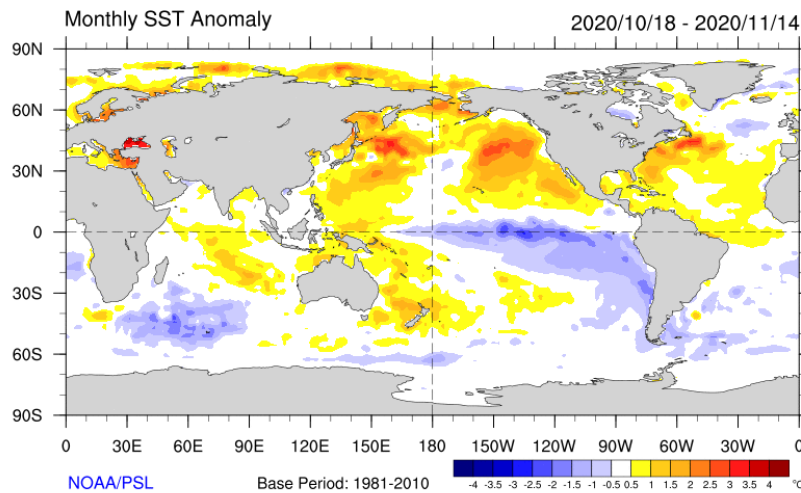 Monthly SST Anomaly 2020/10/18 - 2020/11/14
90N
60N
30N
0
30S
60S
90S
0 30E 60E 90E 120E 150E 180 150W 120W 90W 60W 30W 0
NOAA/PSL Base Period: 1981-2010
-4 -3.5 -3 -2.5 -2 -1.5 -1 -0.5 0.5 1 1.5 2 2.5 3 3.5 4 °C